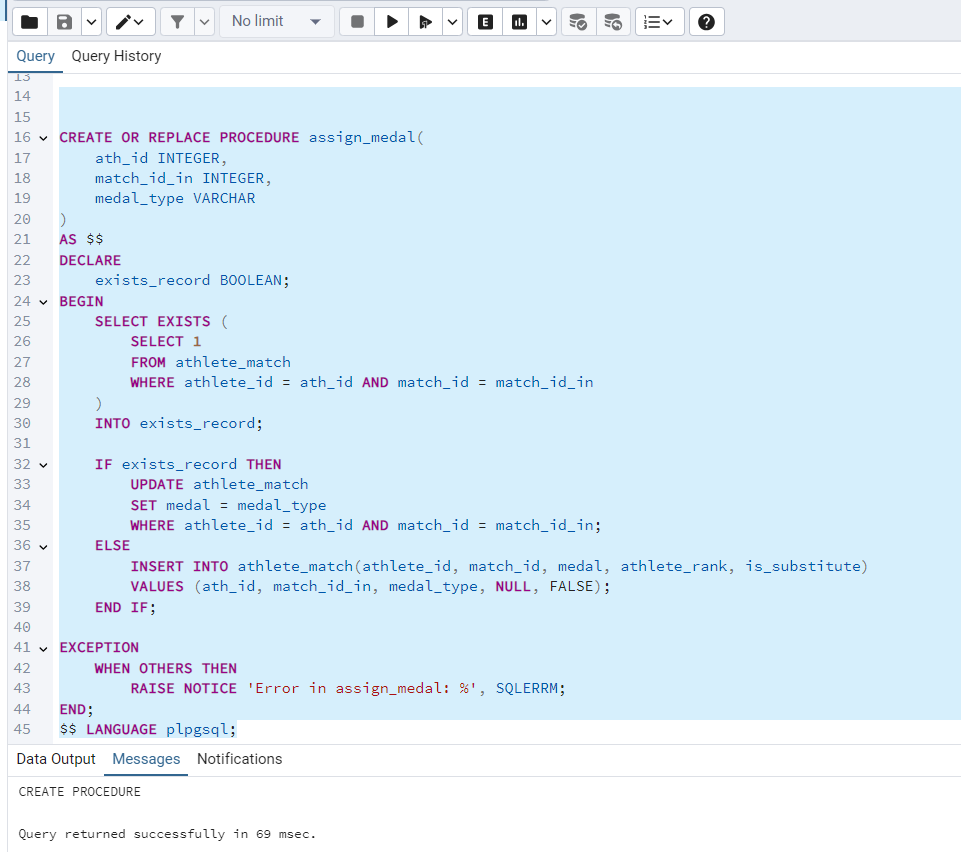 No limit
E
Query Query History
13
14
15
16 CREATE OR REPLACE PROCEDURE assign_medal(
17     ath_id INTEGER,
18     match_id_in INTEGER,
19     medal_type VARCHAR
20 )
21 AS $$
22 DECLARE
23     exists_record BOOLEAN;
24 BEGIN
25     SELECT EXISTS (
26         SELECT 1
27         FROM athlete_match
28         WHERE athlete_id = ath_id AND match_id = match_id_in
29     )
30     INTO exists_record;
31
32     IF exists_record THEN
33         UPDATE athlete_match
34         SET medal = medal_type
35         WHERE athlete_id = ath_id AND match_id = match_id_in;
36     ELSE
37         INSERT INTO athlete_match(athlete_id, match_id, medal, athlete_rank, is_substitute)
38         VALUES (ath_id, match_id_in, medal_type, NULL, FALSE);
39     END IF;
40
41 EXCEPTION
42     WHEN OTHERS THEN
43         RAISE NOTICE 'Error in assign_medal: %', SQLERRM;
44 END;
45 $$ LANGUAGE plpgsql;
Data Output Messages Notifications
CREATE PROCEDURE
Query returned successfully in 69 msec.